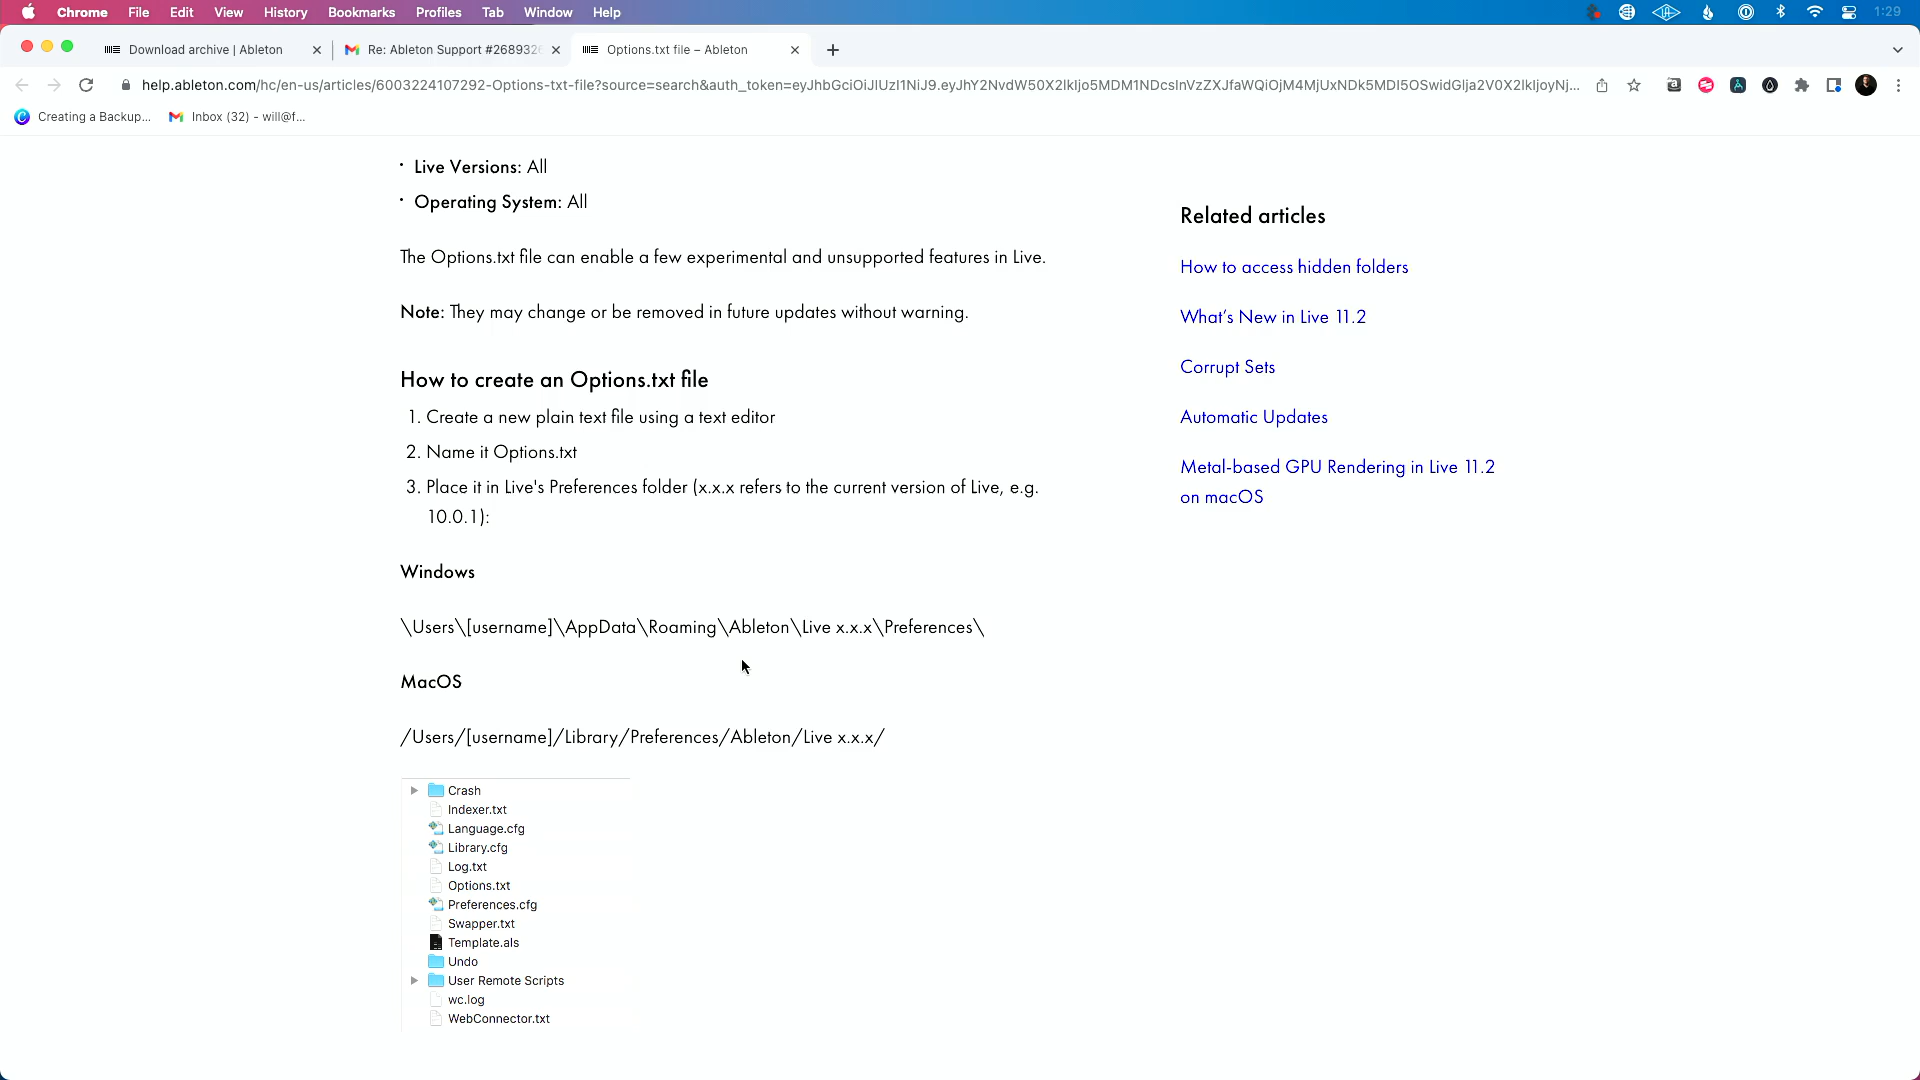 Chrome File Edit View History Bookmarks Profiles Tab Window Help 1:29
Download archive | Ableton
Re: Ableton Support #268932
Options.txt file – Ableton
help.ableton.com/hc/en-us/articles/6003224107292-Options-txt-file?source=search&auth_token=
Creating a Backup...
Inbox (32) - will@f...
• Live Versions: All
• Operating System: All
The Options.txt file can enable a few experimental and unsupported features in Live.
Note: They may change or be removed in future updates without warning.
How to create an Options.txt file
1. Create a new plain text file using a text editor
2. Name it Options.txt
3. Place it in Live's Preferences folder (x.x.x refers to the current version of Live, e.g.
10.0.1):
Windows
\Users\[username]\AppData\Roaming\Ableton\Live x.x.x\Preferences\
MacOS
/Users/[username]/Library/Preferences/Ableton/Live x.x.x/
Crash
Indexer.txt
Language.cfg
Library.cfg
Log.txt
Options.txt
Preferences.cfg
Swapper.txt
Template.als
Undo
User Remote Scripts
wc.log
WebConnector.txt
Related articles
How to access hidden folders
What's New in Live 11.2
Corrupt Sets
Automatic Updates
Metal-based GPU Rendering in Live 11.2
on macOS